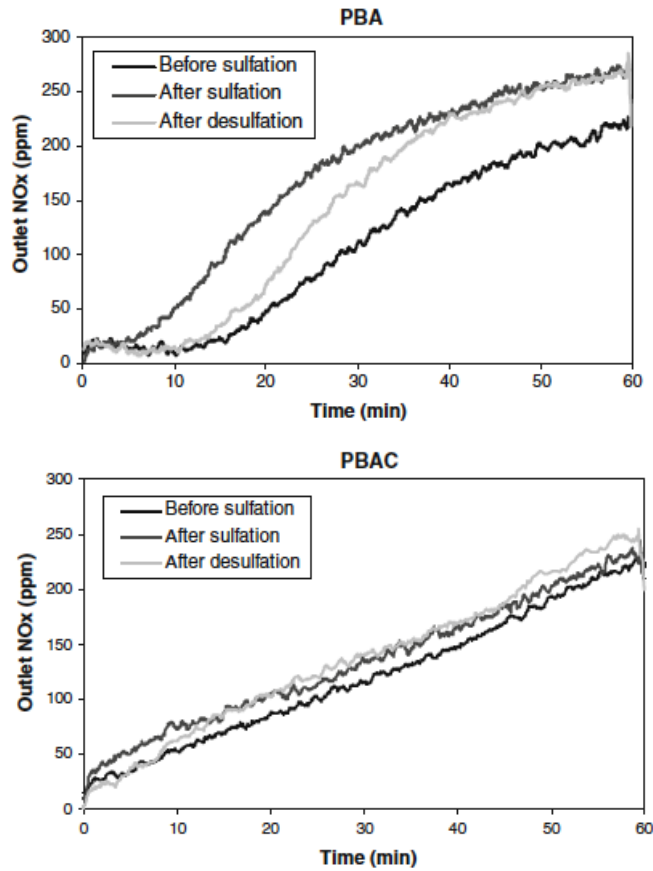 PBA
300
250
200
150
100
50
0
Outlet NOx (ppm)
Before sulfation
After sulfation
After desulfation
0 10 20 30 40 50 60
Time (min)
PBAC
300
250
200
150
100
50
0
Outlet NOx (ppm)
Before sulfation
After sulfation
After desulfation
0 10 20 30 40 50 60
Time (min)